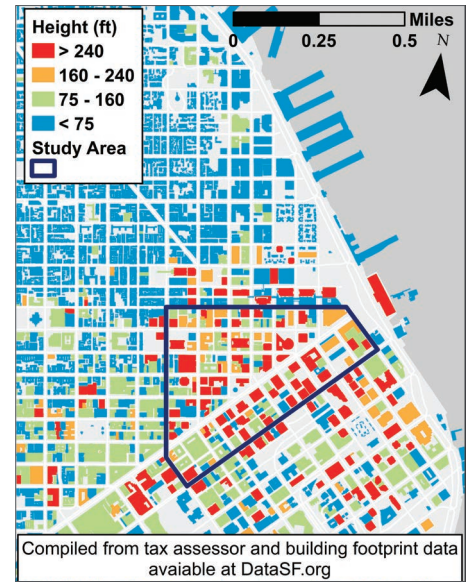 Height (ft)
> 240
160 - 240
75 - 160
< 75
Study Area
Miles
0 0.25 0.5
N
Compiled from tax assessor and building footprint data
avaiable at DataSF.org